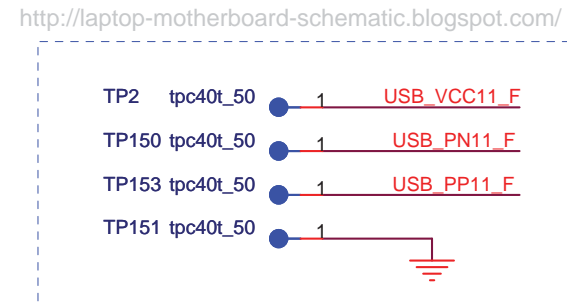 http://laptop-motherboard-schematic.blogspot.com/
TP2 tpc40t_50 1 USB_VCC11_F
TP150 tpc40t_50 1 USB_PN11_F
TP153 tpc40t_50 1 USB_PP11_F
TP151 tpc40t_50 1